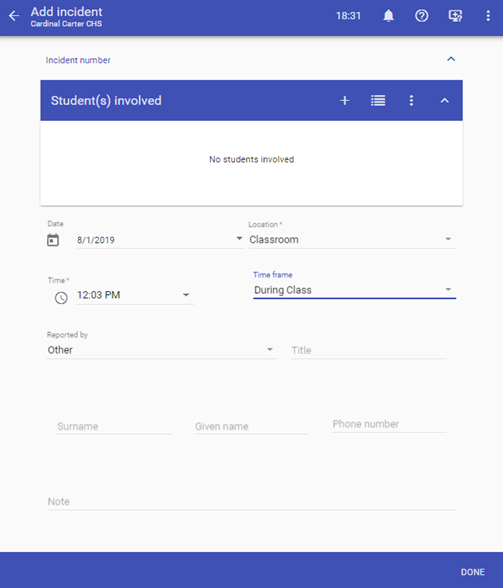 Add incident
Cardinal Carter CHS
18:31
Incident number
Student(s) involved
No students involved
Date
8/1/2019
Location *
Classroom
Time *
12:03 PM
Time frame
During Class
Reported by
Other
Title
Surname
Given name
Phone number
Note
DONE